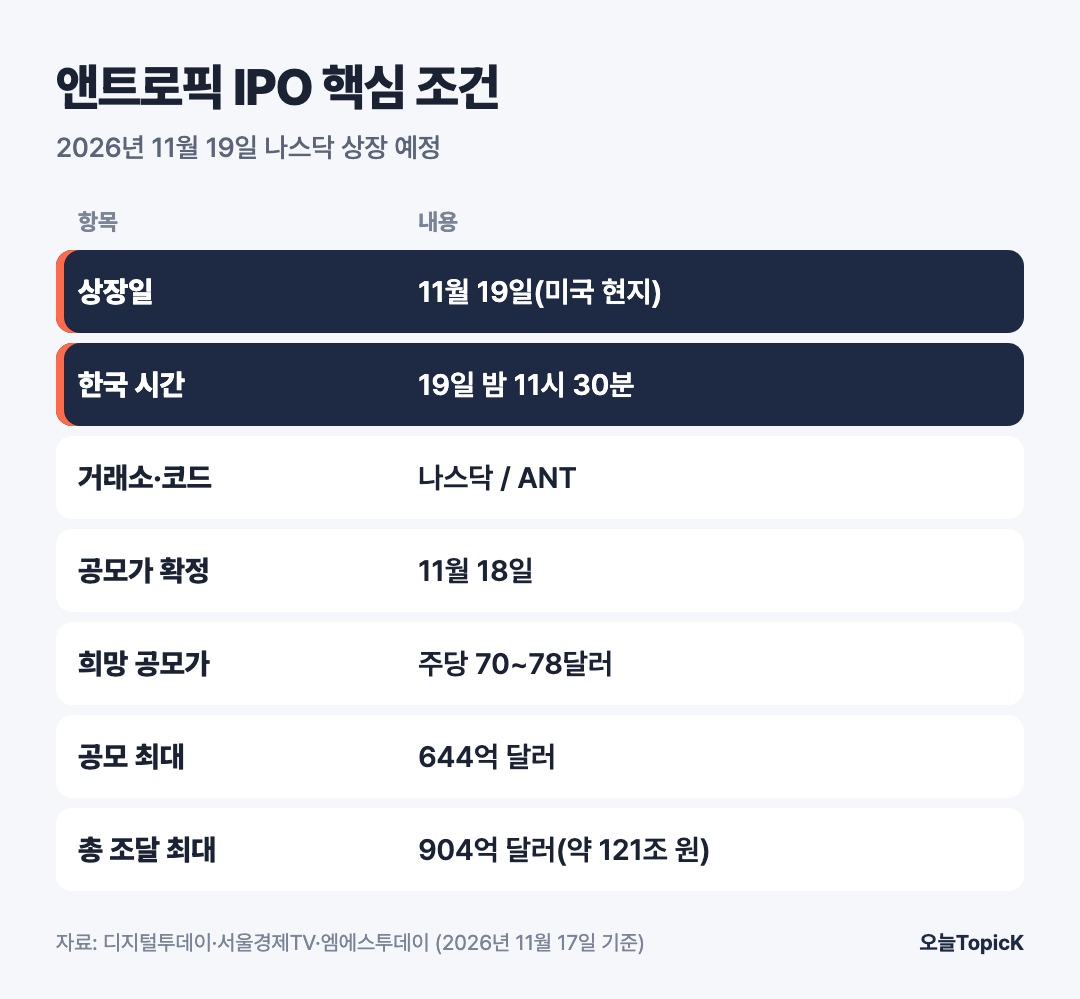 앤트로픽 IPO 핵심 조건
2026년 11월 19일 나스닥 상장 예정
항목 내용
상장일 11월 19일(미국 현지)
한국 시간 19일 밤 11시 30분
거래소·코드 나스닥 / ANT
공모가 확정 11월 18일
희망 공모가 주당 70~78달러
공모 최대 644억 달러
총 조달 최대 904억 달러(약 121조 원)
자료: 디지털투데이·서울경제TV·엠에스투데이 (2026년 11월 17일 기준) 오늘TopicK